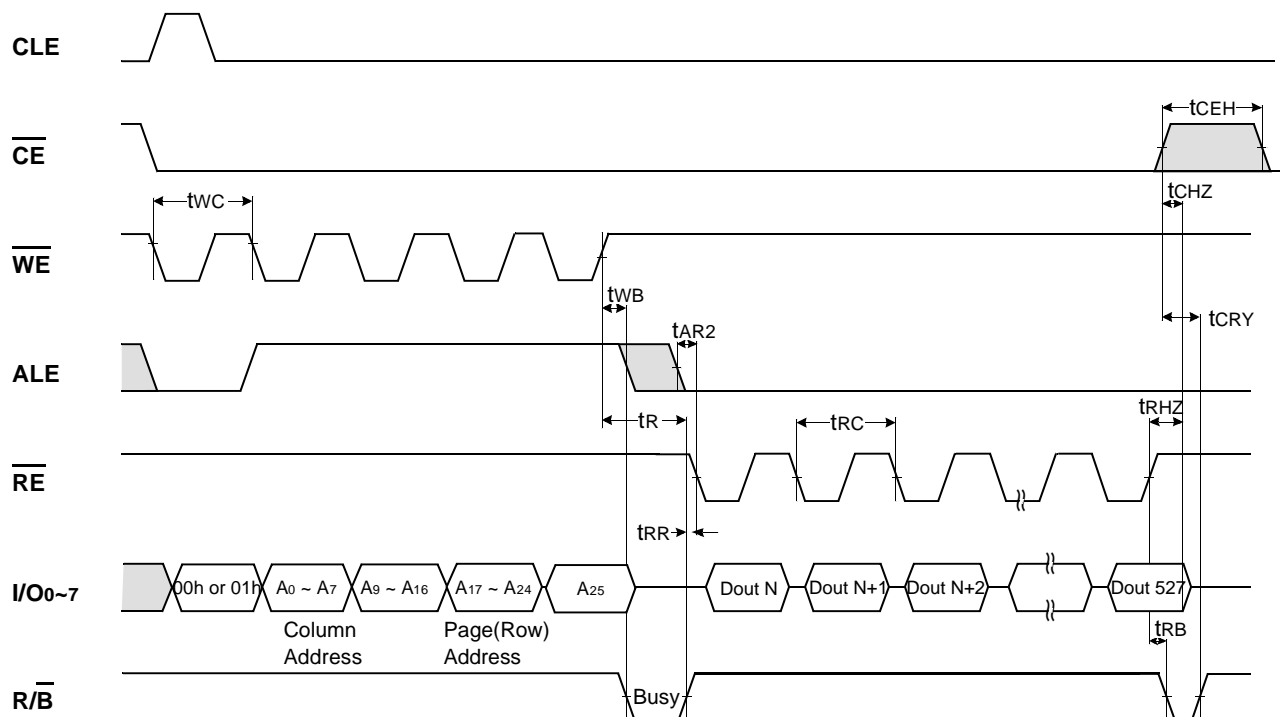 CLE
tCEH
CE
tCHZ
tWC
WE
tWB
tCRY
tAR2
ALE
tR
tRC
tRHZ
RE
tRR
I/O0~7
00h or 01h
A0 ~ A7
A9 ~ A16
A17 ~ A24
A25
Dout N
Dout N+1
Dout N+2
Dout 527
Column
Address
Page(Row)
Address
tRB
R/B
Busy